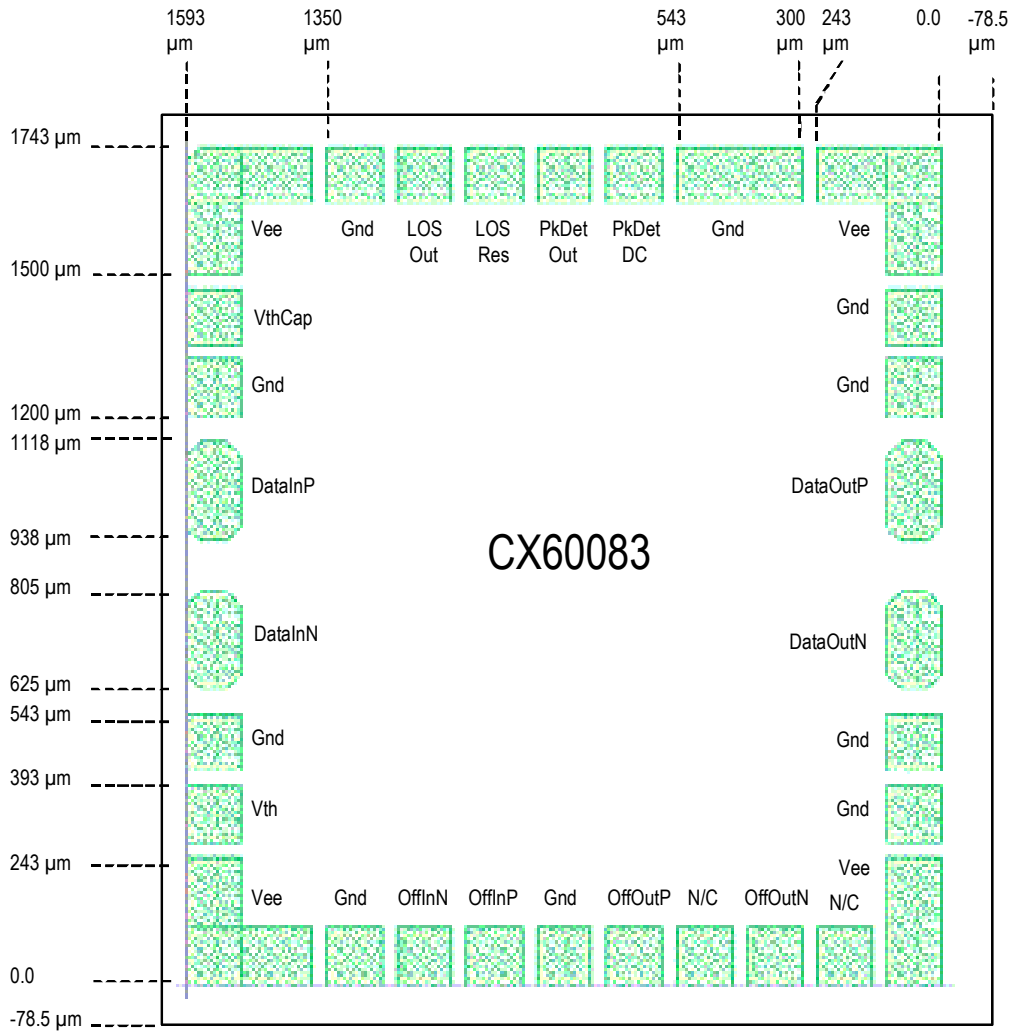 1593 µm
1350 µm
543 µm
300 µm
243 µm
0.0
-78.5 µm
1743 µm
Vee
Gnd
LOS Out
LOS Res
PkDet Out
PkDet DC
Gnd
Vee
1500 µm
VthCap
Gnd
Gnd
Gnd
1200 µm
1118 µm
DataInP
DataOutP
938 µm
CX60083
805 µm
DataInN
DataOutN
625 µm
543 µm
Gnd
Gnd
393 µm
Vth
Gnd
243 µm
Vee
Vee
Gnd
OffInN
OffInP
Gnd
OffOutP
N/C
OffOutN
N/C
0.0
-78.5 µm